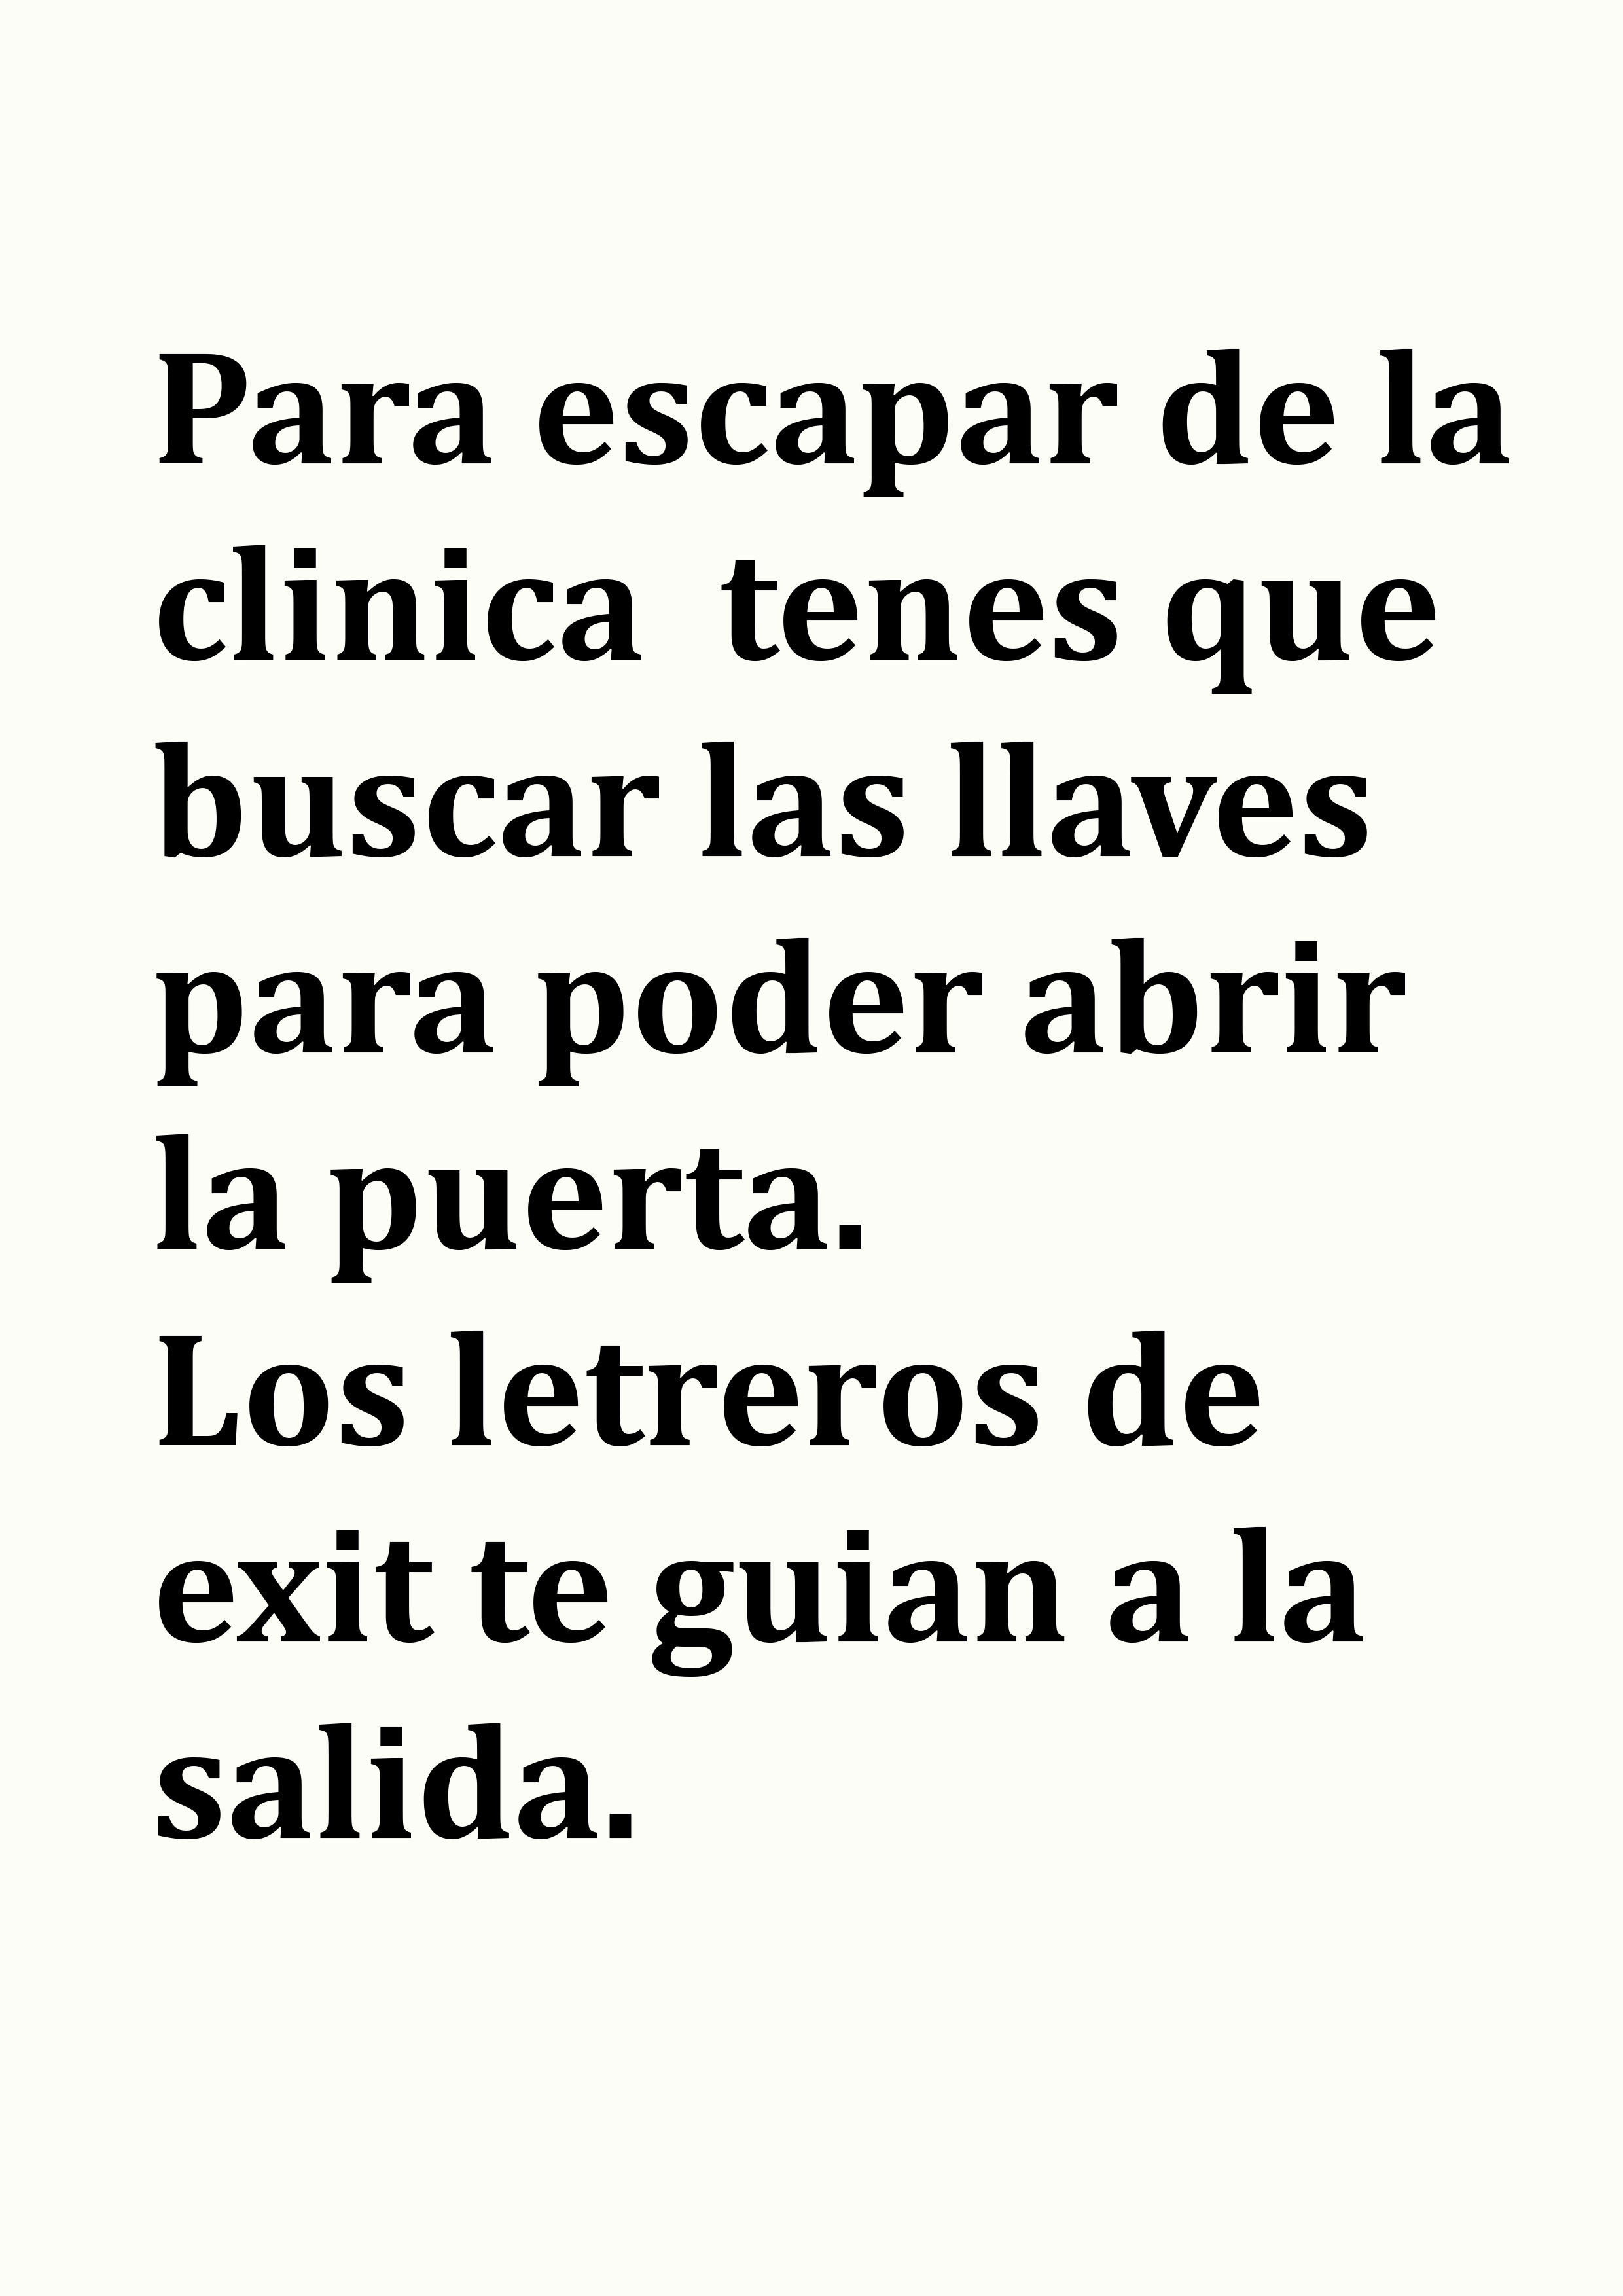 Para escapar de la
clinica  tenes que
buscar las llaves
para poder abrir
la puerta.
Los letreros de
exit te guian a la
salida.